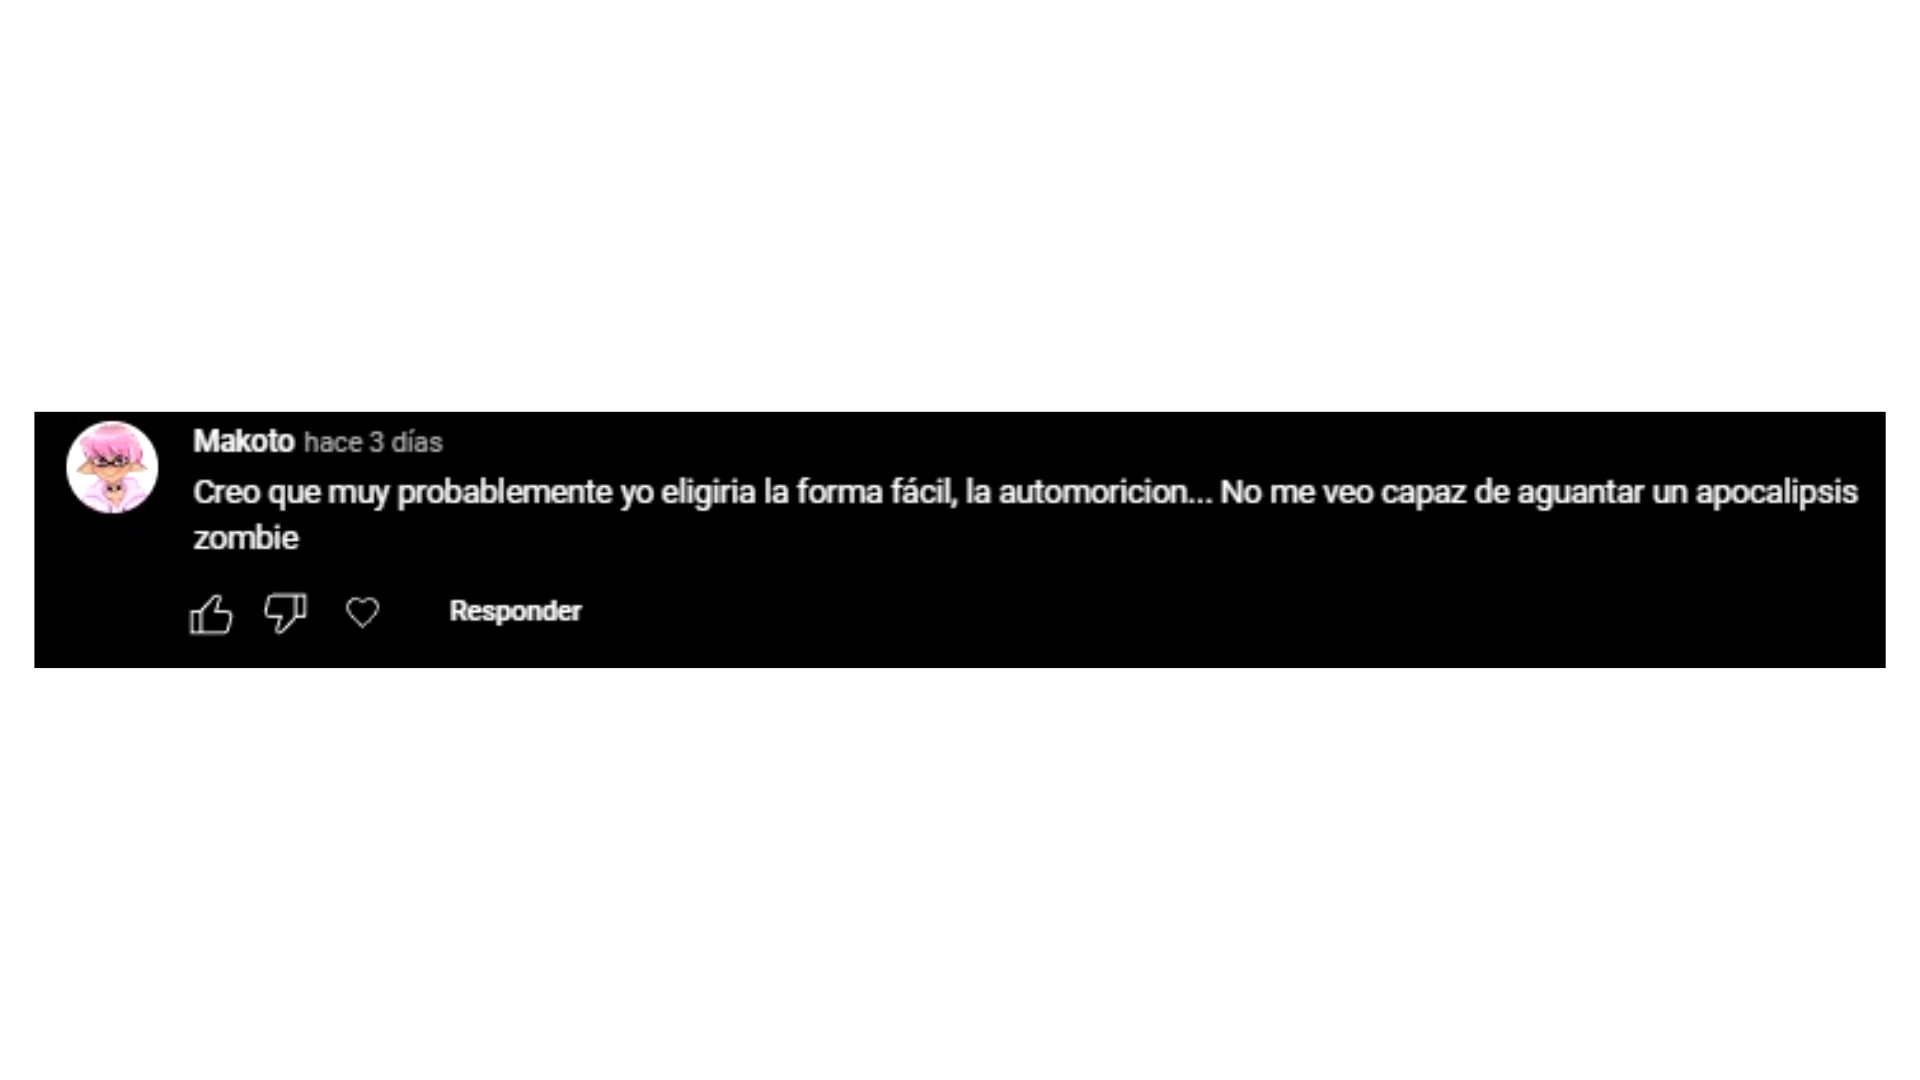 Makoto hace 3 días
Creo que muy probablemente yo eligiria la forma fácil, la automoricion... No me veo capaz de aguantar un apocalipsis
zombie
Responder